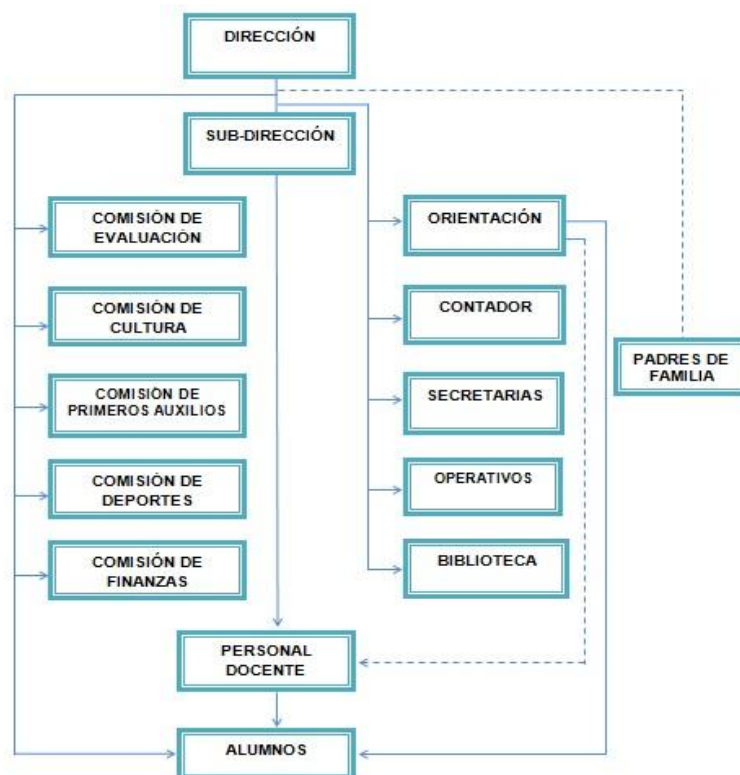 DIRECCIÓN
SUB-DIRECCIÓN
COMISIÓN DE
EVALUACIÓN
ORIENTACIÓN
COMISIÓN DE
CULTURA
CONTADOR
PADRES DE
FAMILIA
COMISIÓN DE
PRIMEROS AUXILIOS
SECRETARIAS
COMISIÓN DE
DEPORTES
OPERATIVOS
COMISIÓN DE
FINANZAS
BIBLIOTECA
PERSONAL
DOCENTE
ALUMNOS